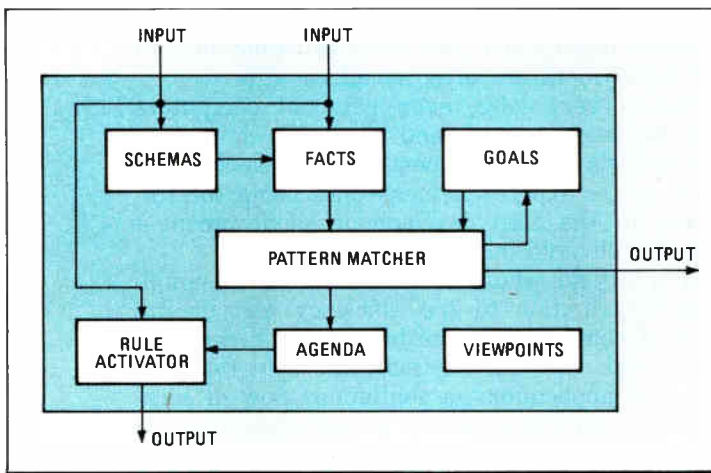 INPUT INPUT
SCHEMAS FACTS GOALS
PATTERN MATCHER
OUTPUT
RULE
ACTIVATOR
AGENDA VIEWPOINTS
OUTPUT